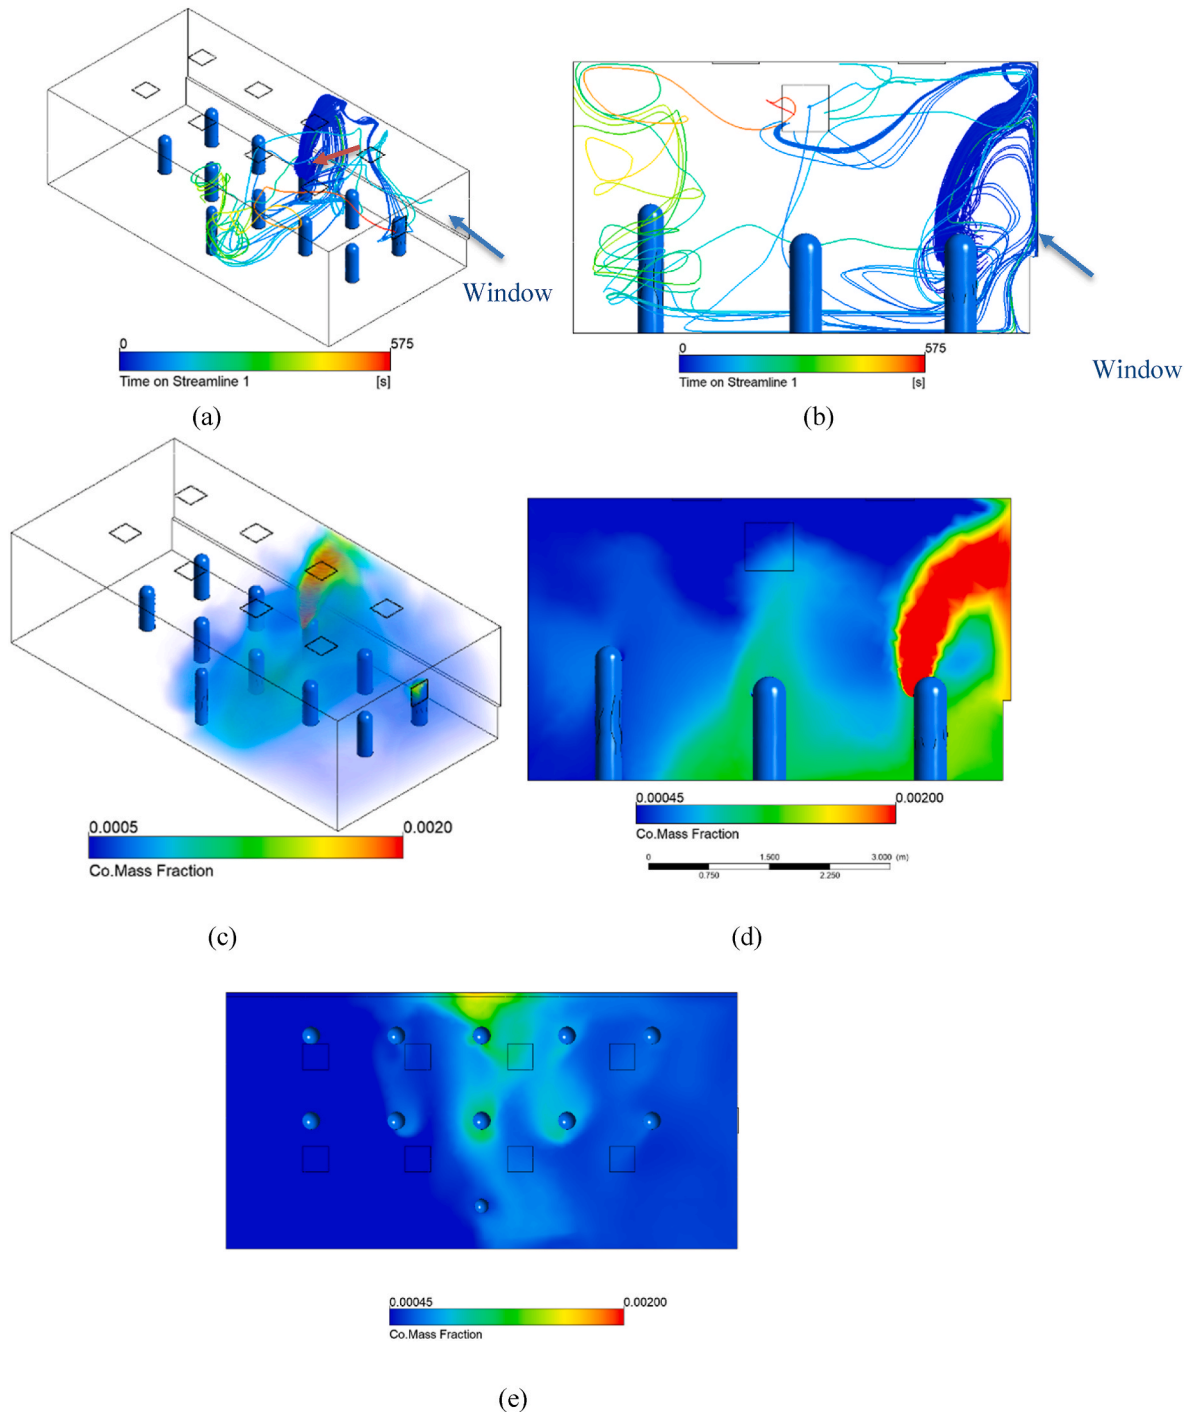 Window
0 575
Time on Streamline 1 [s]
(a)
0 575
Time on Streamline 1 [s]
Window
(b)
0.0005 0.0020
Co.Mass Fraction
(c)
0.00045 0.00200
Co.Mass Fraction
0 1.500 3.000 (m)
0.750 2.250
(d)
0.00045 0.00200
Co.Mass Fraction
(e)